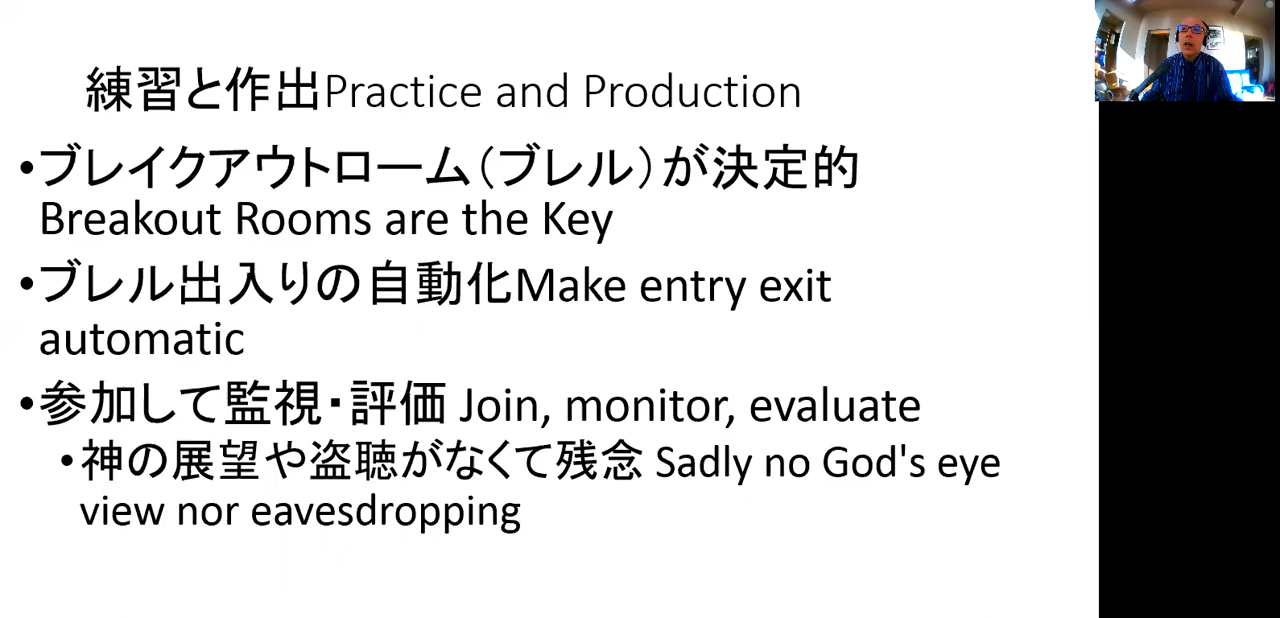 練習と作出Practice and Production
•ブレイクアウトローム（ブレル）が決定的
Breakout Rooms are the Key
•ブレル出入りの自動化Make entry exit
automatic
•参加して監視・評価 Join, monitor, evaluate
•神の展望や盗聴がなくて残念 Sadly no God's eye
view nor eavesdropping